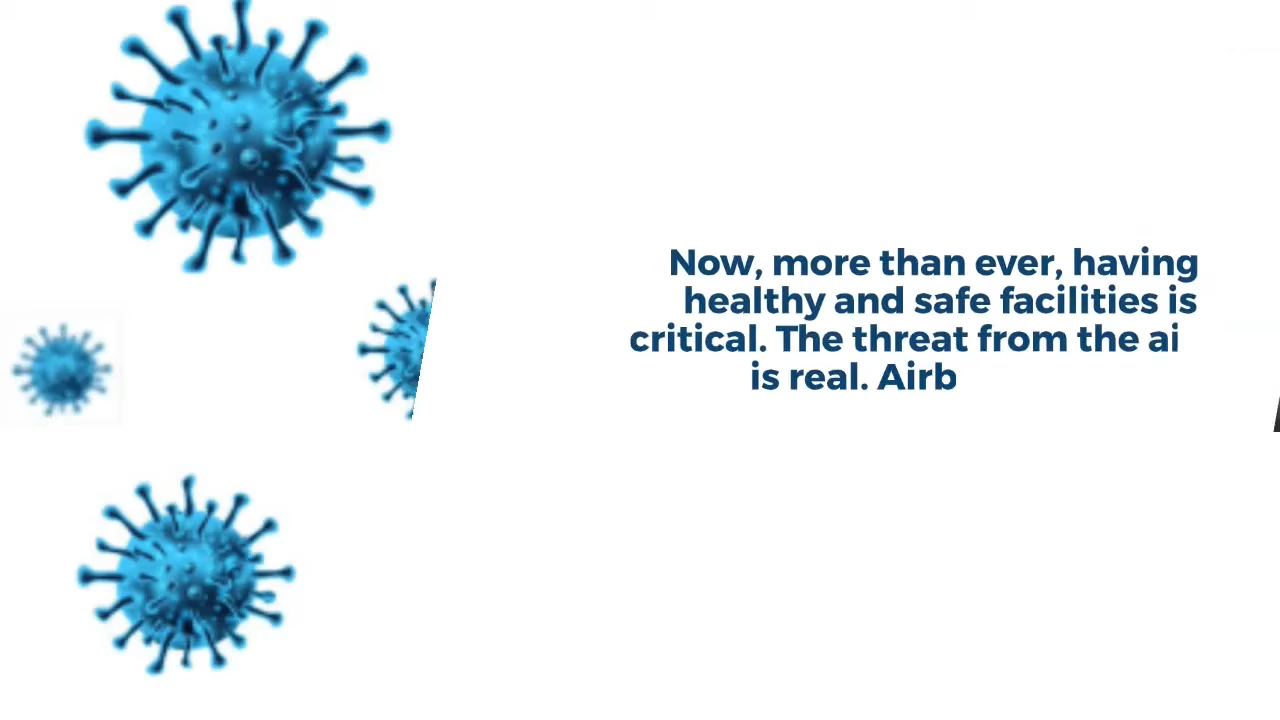 Now, more than ever, having
healthy and safe facilities is
critical. The threat from the ai
is real. Airb